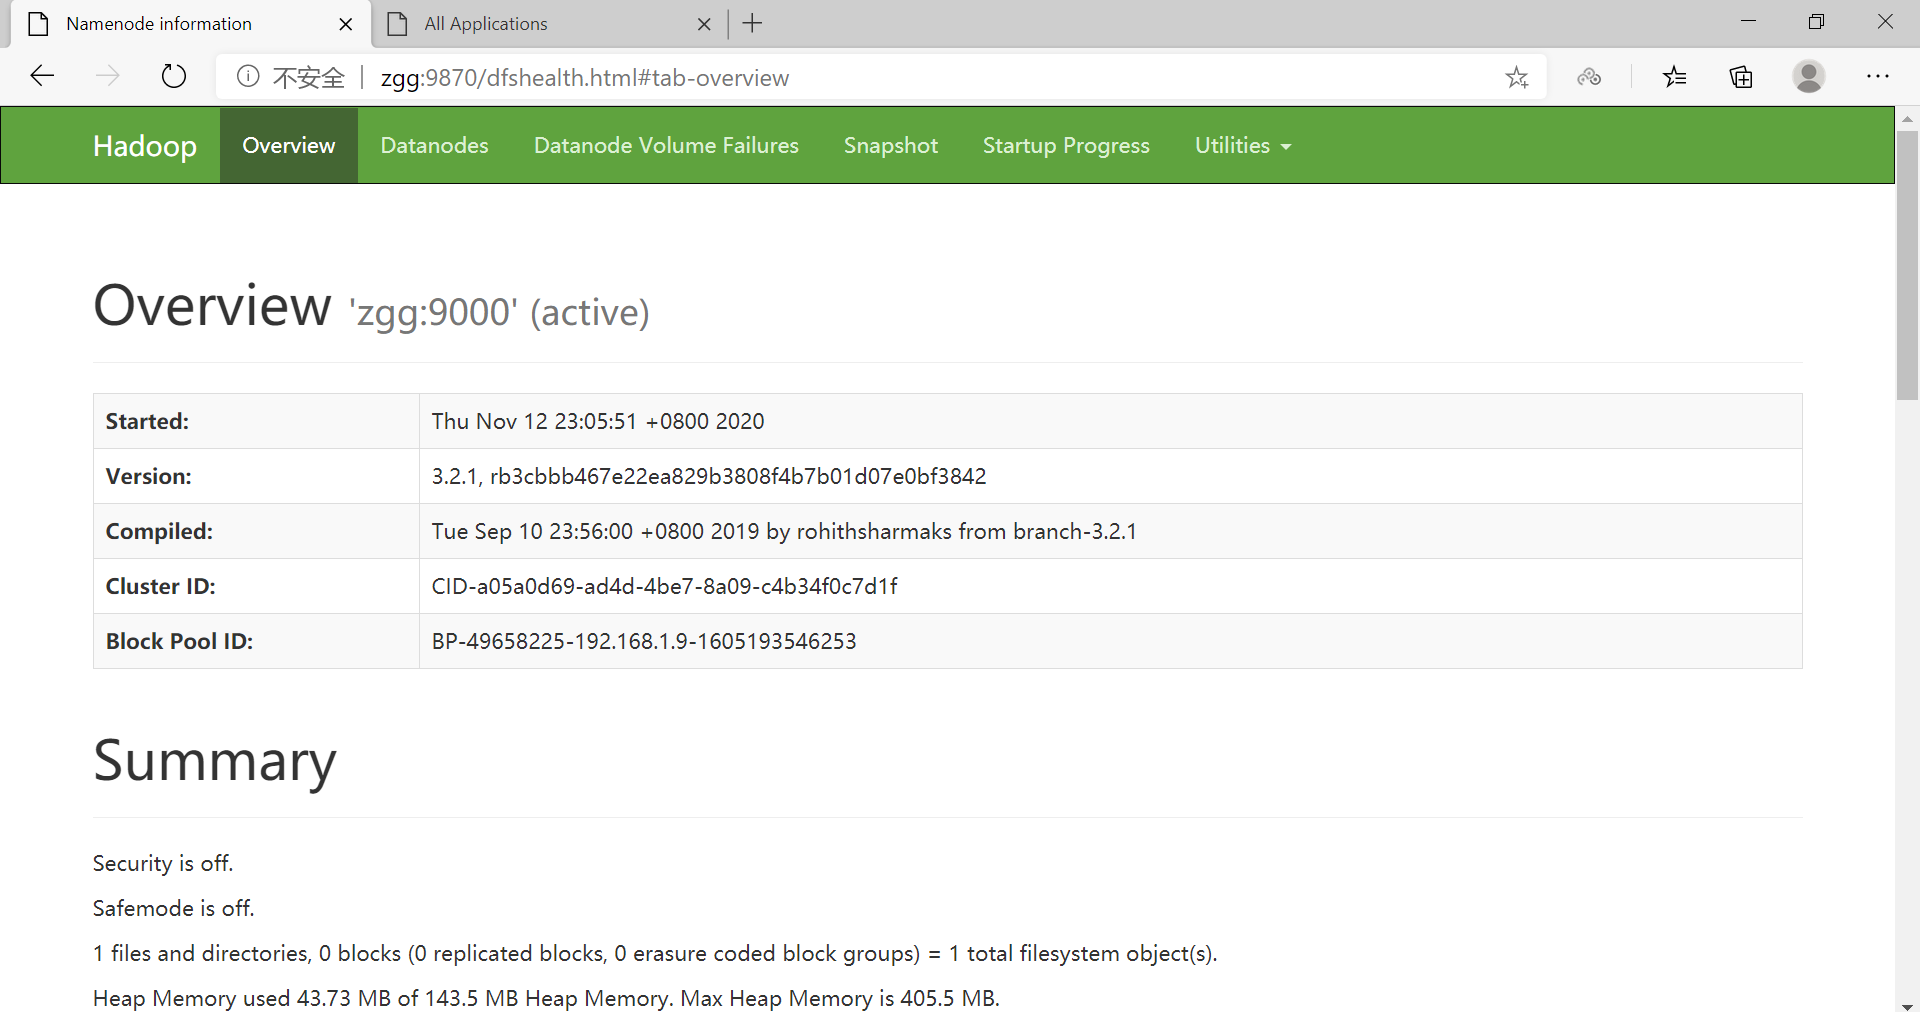 Namenode information
All Applications
不安全 | zgg:9870/dfshealth.html#tab-overview
Hadoop Overview Datanodes Datanode Volume Failures Snapshot Startup Progress Utilities
Overview 'zgg:9000' (active)
Started: Thu Nov 12 23:05:51 +0800 2020
Version: 3.2.1, rb3cbbb467e22ea829b3808f4b7b01d07e0bf3842
Compiled: Tue Sep 10 23:56:00 +0800 2019 by rohithsharmaks from branch-3.2.1
Cluster ID: CID-a05a0d69-ad4d-4be7-8a09-c4b34f0c7d1f
Block Pool ID: BP-49658225-192.168.1.9-1605193546253
Summary
Security is off.
Safemode is off.
1 files and directories, 0 blocks (0 replicated blocks, 0 erasure coded block groups) = 1 total filesystem object(s).
Heap Memory used 43.73 MB of 143.5 MB Heap Memory. Max Heap Memory is 405.5 MB.